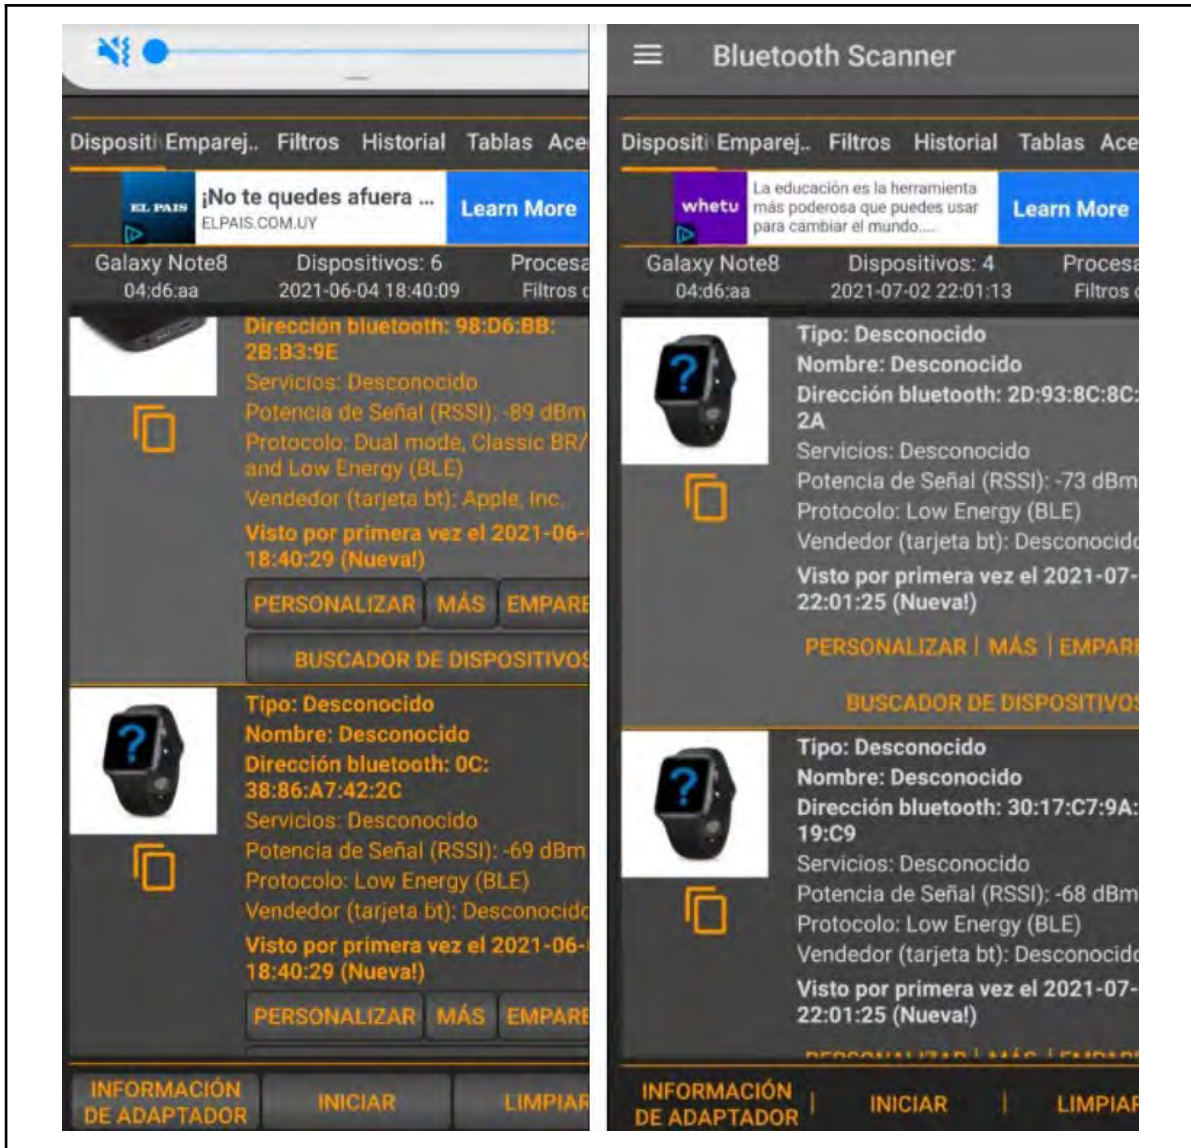 Dispositi Emparej.. Filtros Historial Tablas Ace
EL PAIS
¡No te quedes afuera ...
ELPAIS.COM.UY
Learn More
Galaxy Note8 Dispositivos: 6 Procesa
04:d6:aa 2021-06-04 18:40:09 Filtros
Dirección bluetooth: 98:D6:BB:
2B:B3:9E
Servicios: Desconocido
Potencia de Señal (RSSI): -89 dBm
Protocolo: Dual mode, Classic BR/
and Low Energy (BLE)
Vendedor (tarjeta bt): Apple, Inc.
Visto por primera vez el 2021-06-
18:40:29 (Nueva!)
PERSONALIZAR MÁS EMPARE
BUSCADOR DE DISPOSITIVOS
Tipo: Desconocido
Nombre: Desconocido
Dirección bluetooth: 0C:
38:86:A7:42:2C
Servicios: Desconocido
Potencia de Señal (RSSI): -69 dBm
Protocolo: Low Energy (BLE)
Vendedor (tarjeta bt): Desconocido
Visto por primera vez el 2021-06-
18:40:29 (Nueva!)
PERSONALIZAR MÁS EMPARE
INFORMACIÓN
DE ADAPTADOR
INICIAR
LIMPIAR
Bluetooth Scanner
Dispositi Emparej.. Filtros Historial Tablas Ace
whetu
La educación es la herramienta
más poderosa que puedes usar
para cambiar el mundo....
Learn More
Galaxy Note8 Dispositivos: 4 Procesa
04:d6:aa 2021-07-02 22:01:13 Filtros
Tipo: Desconocido
Nombre: Desconocido
Dirección bluetooth: 2D:93:8C:8C:
2A
Servicios: Desconocido
Potencia de Señal (RSSI): -73 dBm
Protocolo: Low Energy (BLE)
Vendedor (tarjeta bt): Desconocido
Visto por primera vez el 2021-07-
22:01:25 (Nueva!)
PERSONALIZAR | MÁS | EMPARE
BUSCADOR DE DISPOSITIVOS
Tipo: Desconocido
Nombre: Desconocido
Dirección bluetooth: 30:17:C7:9A:
19:C9
Servicios: Desconocido
Potencia de Señal (RSSI): -68 dBm
Protocolo: Low Energy (BLE)
Vendedor (tarjeta bt): Desconocido
Visto por primera vez el 2021-07-
22:01:25 (Nueva!)
PERSONALIZAR | MÁS | EMPARE
INFORMACIÓN
DE ADAPTADOR
INICIAR
LIMPIAR